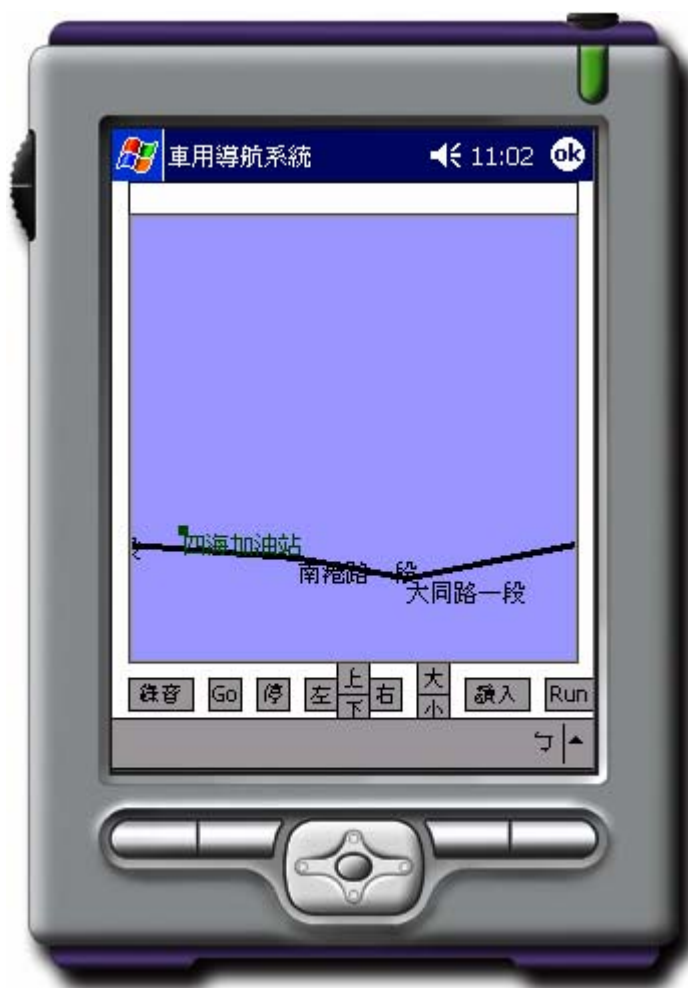 車用導航系統 11:02 ok
四海加油站
南港路一段
大同路一段
錄音 Go 停 左 上 下 右 大 小 讀入 Run
ㄅ